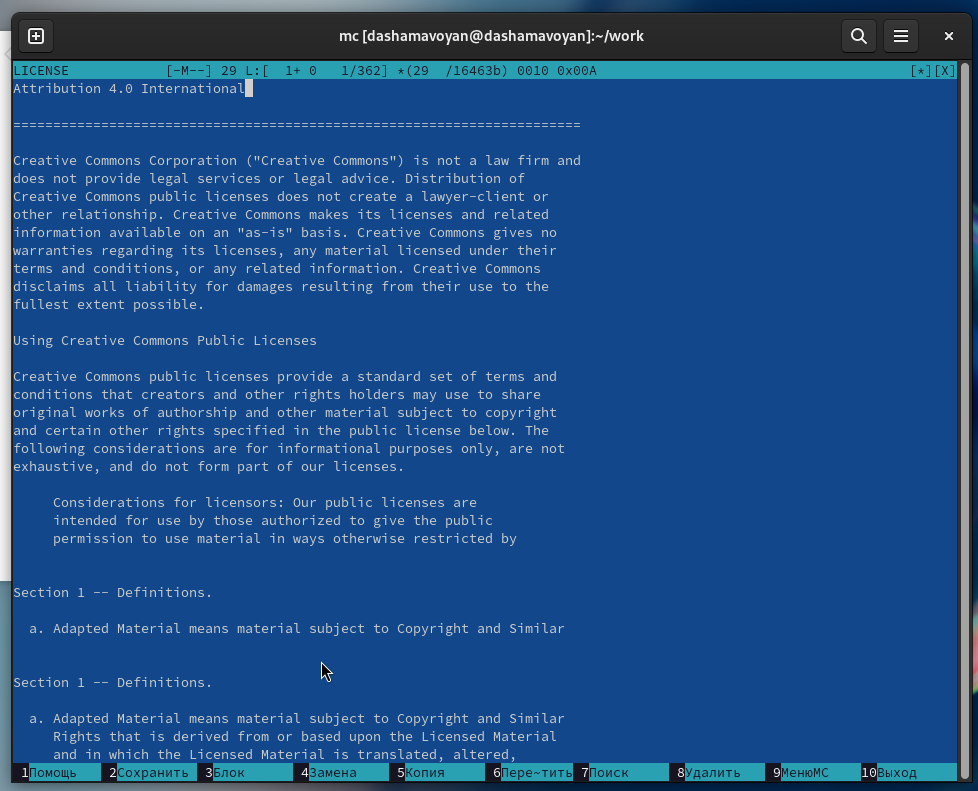 mc [dashamavoyan@dashamavoyan]:~/work
LICENSE [-M--] 29 L:[ 1+ 0 1/362] *(29 /16463b) 0010 0x00A [*][X]
Attribution 4.0 International
=======================================================================
Creative Commons Corporation ("Creative Commons") is not a law firm and
does not provide legal services or legal advice. Distribution of
Creative Commons public licenses does not create a lawyer-client or
other relationship. Creative Commons makes its licenses and related
information available on an "as-is" basis. Creative Commons gives no
warranties regarding its licenses, any material licensed under their
terms and conditions, or any related information. Creative Commons
disclaims all liability for damages resulting from their use to the
fullest extent possible.
Using Creative Commons Public Licenses
Creative Commons public licenses provide a standard set of terms and
conditions that creators and other rights holders may use to share
original works of authorship and other material subject to copyright
and certain other rights specified in the public license below. The
following considerations are for informational purposes only, are not
exhaustive, and do not form part of our licenses.
Considerations for licensors: Our public licenses are
intended for use by those authorized to give the public
permission to use material in ways otherwise restricted by
Section 1 -- Definitions.
a. Adapted Material means material subject to Copyright and Similar
Section 1 -- Definitions.
a. Adapted Material means material subject to Copyright and Similar
Rights that is derived from or based upon the Licensed Material
and in which the Licensed Material is translated, altered,
1Помощь 2Сохранить 3Блок 4Замена 5Копия 6Пере~тить 7Поиск 8Удалить 9МенюМС 10Выход